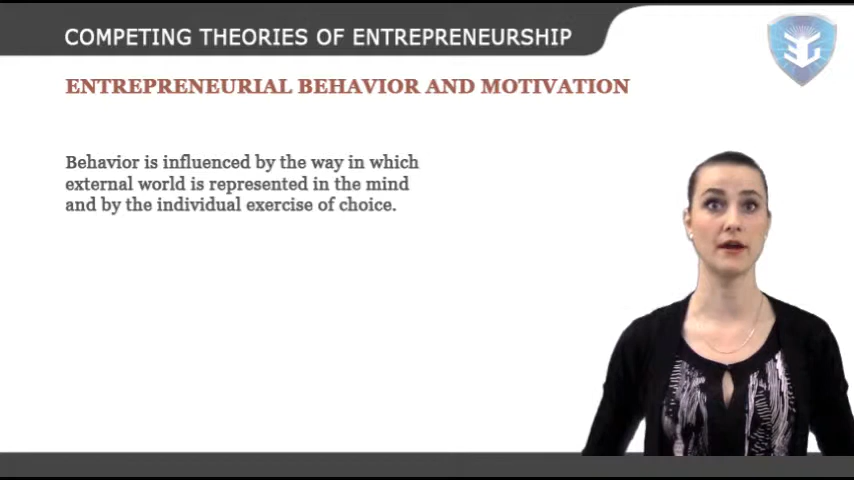 COMPETING THEORIES OF ENTREPRENEURSHIP
ENTREPRENEURIAL BEHAVIOR AND MOTIVATION
Behavior is influenced by the way in which
external world is represented in the mind
and by the individual exercise of choice.